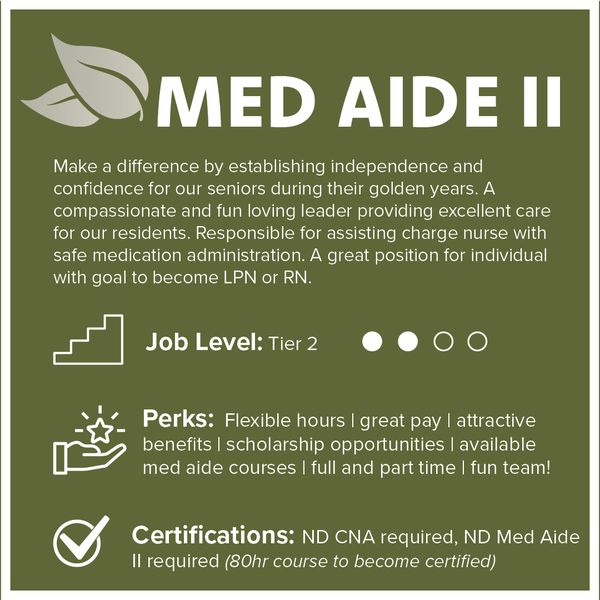 MED AIDE II
Make a difference by establishing independence and
confidence for our seniors during their golden years. A
compassionate and fun loving leader providing excellent care
for our residents. Responsible for assisting charge nurse with
safe medication administration. A great position for individual
with goal to become LPN or RN.
Job Level: Tier 2
Perks: Flexible hours | great pay | attractive
benefits | scholarship opportunities | available
med aide courses | full and part time | fun team!
Certifications: ND CNA required, ND Med Aide
II required (80hr course to become certified)